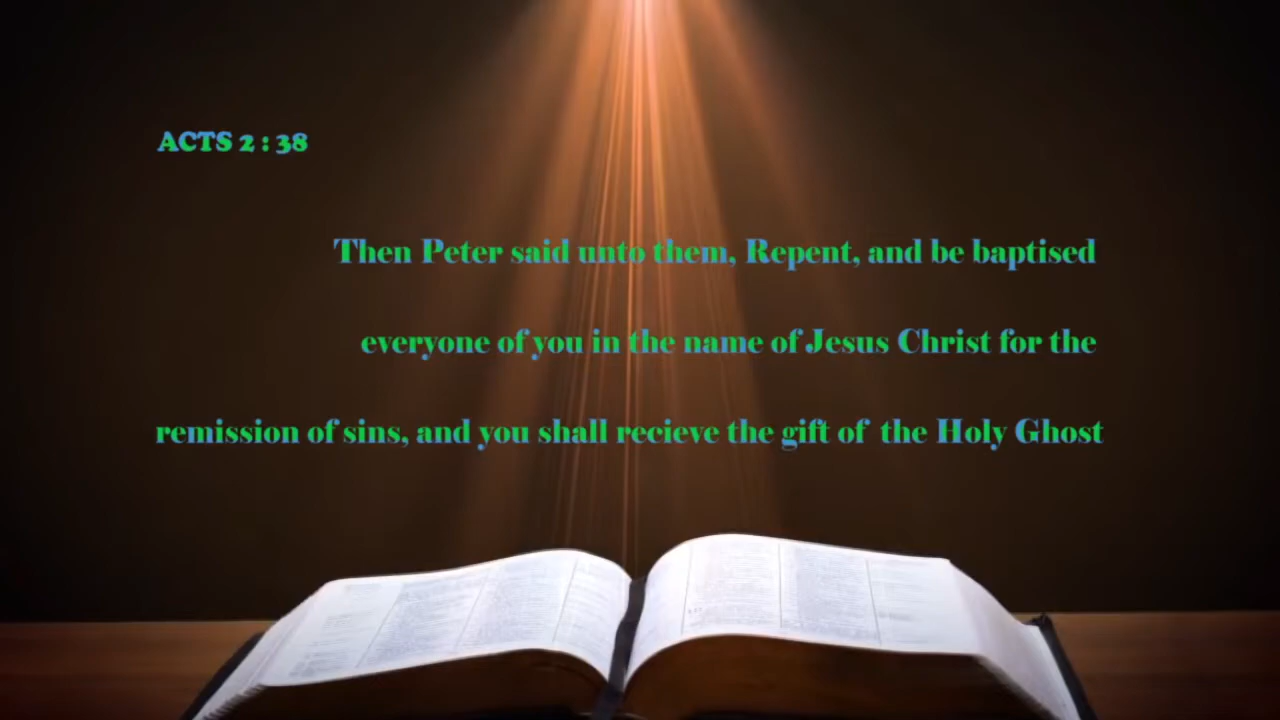 ACTS 2 : 38
Then Peter said unto them, Repent, and be baptised
everyone of you in the name of Jesus Christ for the
remission of sins, and you shall recieve the gift of the Holy Ghost